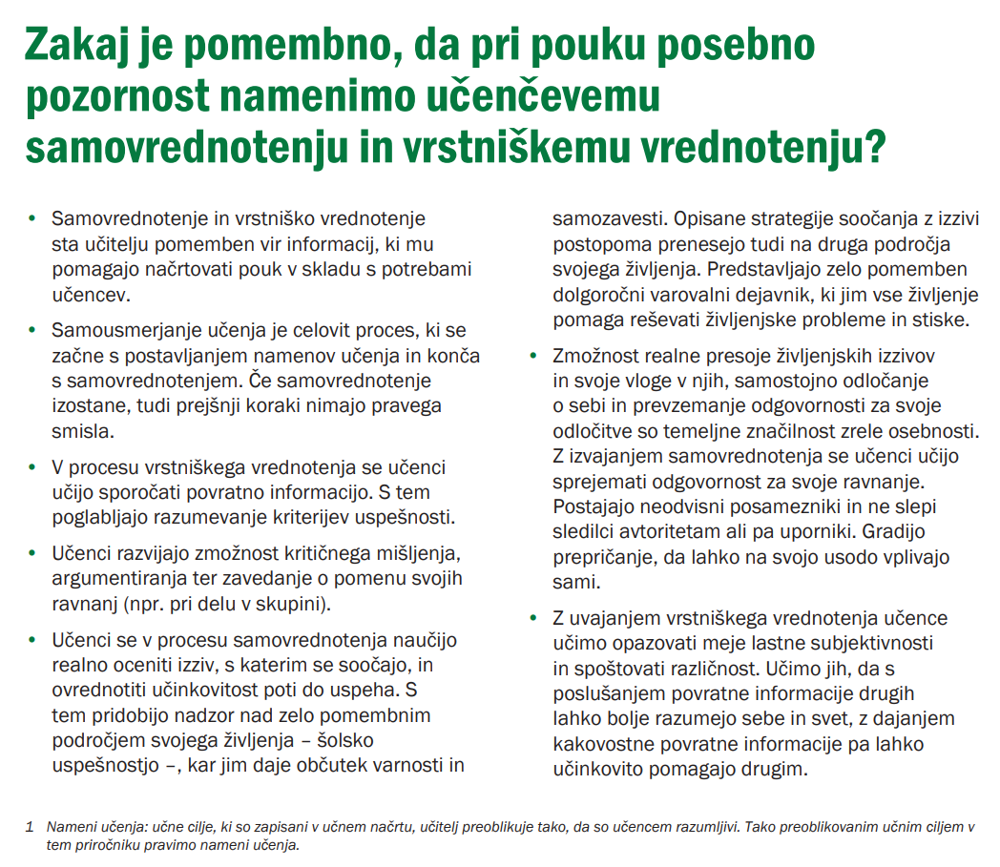 Zakaj je pomembno, da pri pouku posebno
pozornost namenimo učenčevemu
samovrednotenju in vrstniškemu vrednotenju?
• Samovrednotenje in vrstniško vrednotenje
sta učitelju pomemben vir informacij, ki mu
pomagajo načrtovati pouk v skladu s potrebami
učencev.
• Samousmerjanje učenja je celovit proces, ki se
začne s postavljanjem namenov učenja in konča
s samovrednotenjem. Če samovrednotenje
izostane, tudi prejšnji koraki nimajo pravega
smisla.
• V procesu vrstniškega vrednotenja se učenci
učijo sporočati povratno informacijo. S tem
poglabljajo razumevanje kriterijev uspešnosti.
• Učenci razvijajo zmožnost kritičnega mišljenja,
argumentiranja ter zavedanje o pomenu svojih
ravnanj (npr. pri delu v skupini).
• Učenci se v procesu samovrednotenja naučijo
realno oceniti izziv, s katerim se soočajo, in
ovrednotiti učinkovitost poti do uspeha. S
tem pridobijo nadzor nad zelo pomembnim
področjem svojega življenja – šolsko
uspešnostjo –, kar jim daje občutek varnosti in
samozavesti. Opisane strategije soočanja z izzivi
postopoma prenesejo tudi na druga področja
svojega življenja. Predstavljajo zelo pomemben
dolgoročni varovalni dejavnik, ki jim vse življenje
pomaga reševati življenjske probleme in stiske.
• Zmožnost realne presoje življenjskih izzivov
in svoje vloge v njih, samostojno odločanje
o sebi in prevzemanje odgovornosti za svoje
odločitve so temeljne značilnost zrele osebnosti.
Z izvajanjem samovrednotenja se učenci učijo
sprejemati odgovornost za svoje ravnanje.
Postajajo neodvisni posamezniki in ne slepi
sledilci avtoritetam ali pa uporniki. Gradijo
prepričanje, da lahko na svojo usodo vplivajo
sami.
• Z uvajanjem vrstniškega vrednotenja učence
učimo opazovati meje lastne subjektivnosti
in spoštovati različnost. Učimo jih, da s
poslušanjem povratne informacije drugih
lahko bolje razumejo sebe in svet, z dajanjem
kakovostne povratne informacije pa lahko
učinkovito pomagajo drugim.
1 Nameni učenja: učne cilje, ki so zapisani v učnem načrtu, učitelj preoblikuje tako, da so učencem razumljivi. Tako preoblikovanim učnim ciljem v
tem priročniku pravimo nameni učenja.